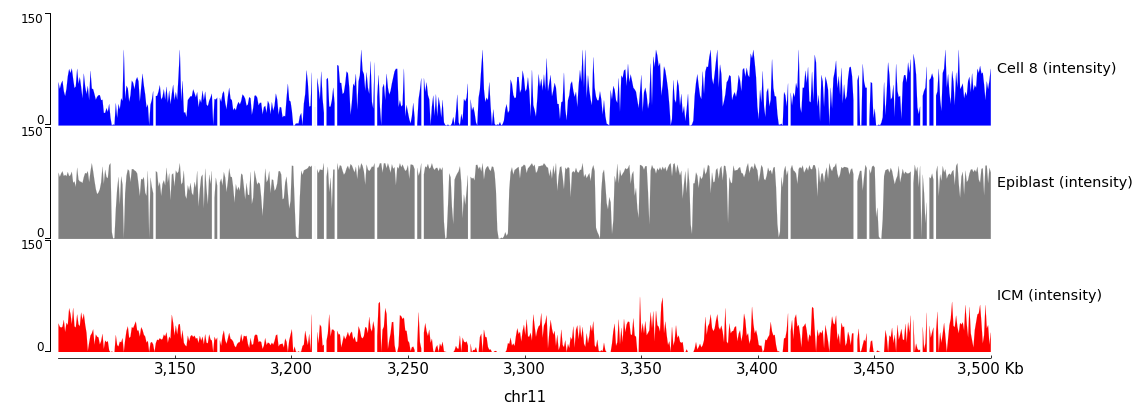 150
Cell 8 (intensity)
0
150
Epiblast (intensity)
0
150
ICM (intensity)
0
3,150 3,200 3,250 3,300 3,350 3,400 3,450 3,500 Kb
chr11